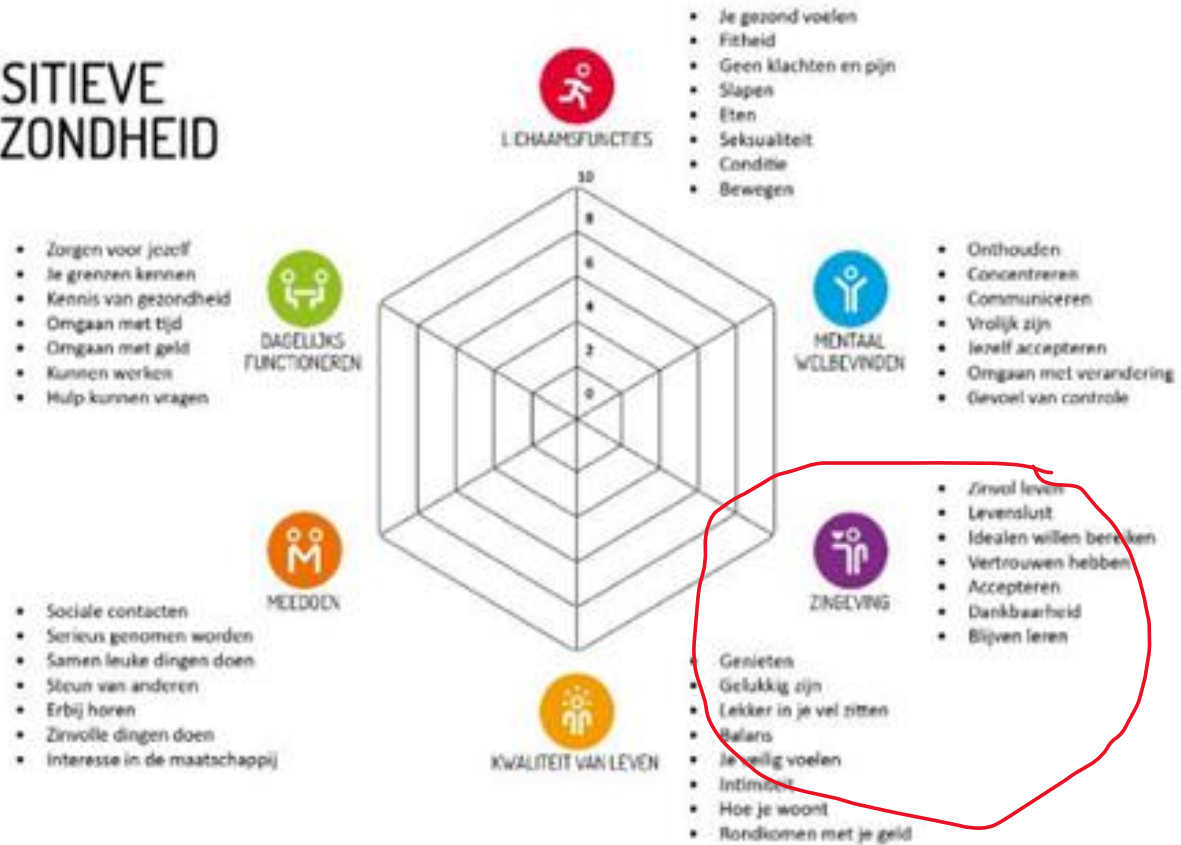 SITIEVE
ZONDHEID
LICHAAMSFUNCTIES
Je gezond voelen
Fitheid
Geen klachten en pijn
Slapen
Eten
Seksualiteit
Conditie
Bewegen
10
8
6
4
2
0
Zorgen voor jezelf
Je grenzen kennen
Kennis van gezondheid
Omgaan met tijd
Omgaan met geld
Kunnen werken
Hulp kunnen vragen
DAGELIJKS
FUNCTIONEREN
MENTAAL
WELBEVINDEN
Onthouden
Concentreren
Communiceren
Vrolijk zijn
Jezelf accepteren
Omgaan met verandering
Gevoel van controle
MEEDOEN
Sociale contacten
Serieus genomen worden
Samen leuke dingen doen
Steun van anderen
Erbij horen
Zinvolle dingen doen
Interesse in de maatschappij
ZINGEVING
Zinvol leven
Levenslust
Idealen willen bereiken
Vertrouwen hebben
Accepteren
Dankbaarheid
Blijven leren
KWALITEIT VAN LEVEN
Genieten
Gelukkig zijn
Lekker in je vel zitten
Balans
Je veilig voelen
Intimiteit
Hoe je woont
Rondkomen met je geld